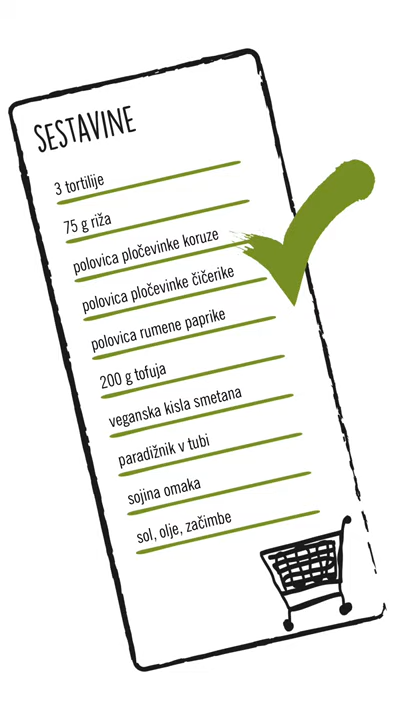 SESTAVINE
3 tortilije
75 g riža
polovica pločevinke koruze
polovica pločevinke čičerike
polovica rumene paprike
200 g tofuja
veganska kisla smetana
paradižnik v tubi
sojina omaka
sol, olje, začimbe